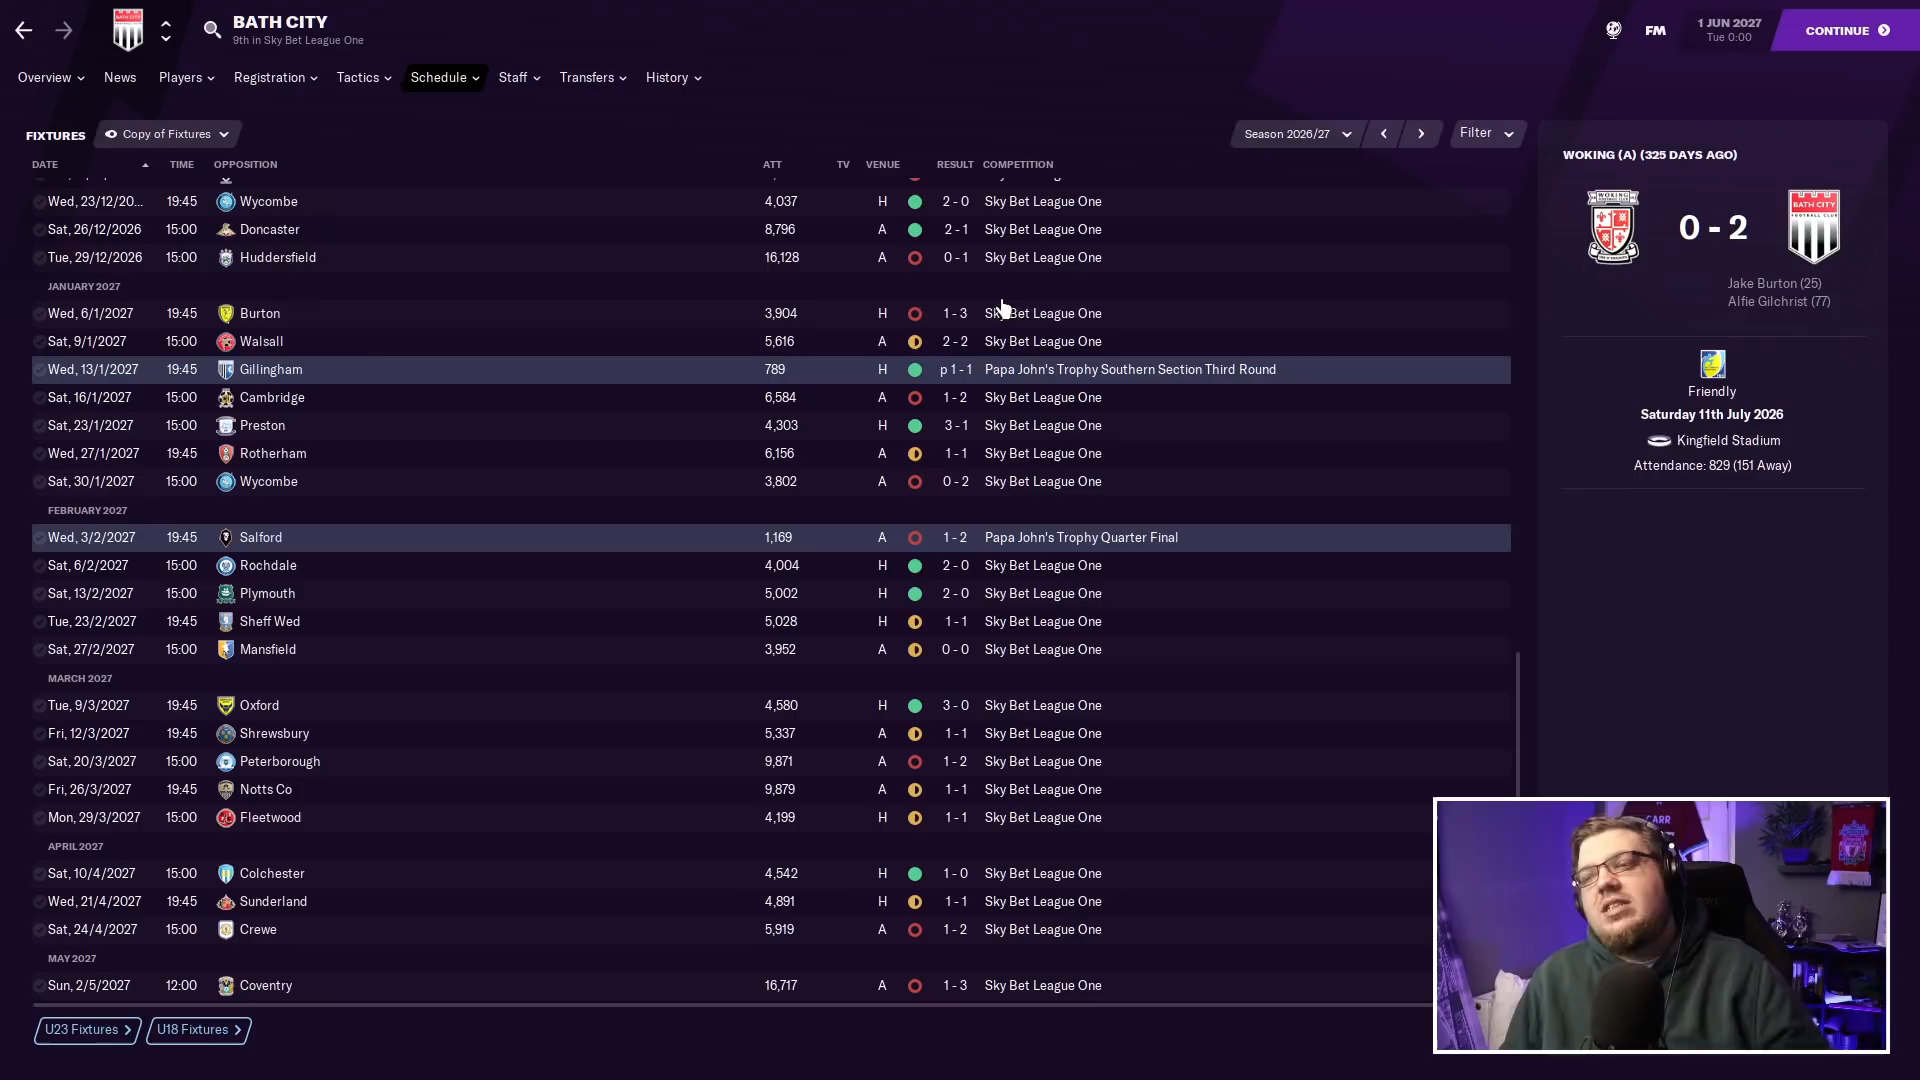 BATH CITY
9th in Sky Bet League One
FM
1 JUN 2027
Tue 0:00
CONTINUE
Overview
News
Players
Registration
Tactics
Schedule
Staff
Transfers
History
FIXTURES
Copy of Fixtures
Season 2026/27
Filter
DATE TIME OPPOSITION ATT TV VENUE RESULT COMPETITION
Wed, 23/12/20... 19:45 Wycombe 4,037 H 2 - 0 Sky Bet League One
Sat, 26/12/2026 15:00 Doncaster 8,796 A 2 - 1 Sky Bet League One
Tue, 29/12/2026 15:00 Huddersfield 16,128 A 0 - 1 Sky Bet League One
JANUARY 2027
Wed, 6/1/2027 19:45 Burton 3,904 H 1 - 3 Sky Bet League One
Sat, 9/1/2027 15:00 Walsall 5,616 A 2 - 2 Sky Bet League One
Wed, 13/1/2027 19:45 Gillingham 789 H p 1 - 1 Papa John's Trophy Southern Section Third Round
Sat, 16/1/2027 15:00 Cambridge 6,584 A 1 - 2 Sky Bet League One
Sat, 23/1/2027 15:00 Preston 4,303 H 3 - 1 Sky Bet League One
Wed, 27/1/2027 19:45 Rotherham 6,156 A 1 - 1 Sky Bet League One
Sat, 30/1/2027 15:00 Wycombe 3,802 A 0 - 2 Sky Bet League One
FEBRUARY 2027
Wed, 3/2/2027 19:45 Salford 1,169 A 1 - 2 Papa John's Trophy Quarter Final
Sat, 6/2/2027 15:00 Rochdale 4,004 H 2 - 0 Sky Bet League One
Sat, 13/2/2027 15:00 Plymouth 5,002 H 2 - 0 Sky Bet League One
Tue, 23/2/2027 19:45 Sheff Wed 5,028 H 1 - 1 Sky Bet League One
Sat, 27/2/2027 15:00 Mansfield 3,952 A 0 - 0 Sky Bet League One
MARCH 2027
Tue, 9/3/2027 19:45 Oxford 4,580 H 3 - 0 Sky Bet League One
Fri, 12/3/2027 19:45 Shrewsbury 5,337 A 1 - 1 Sky Bet League One
Sat, 20/3/2027 15:00 Peterborough 9,871 A 1 - 2 Sky Bet League One
Fri, 26/3/2027 19:45 Notts Co 9,879 A 1 - 1 Sky Bet League One
Mon, 29/3/2027 15:00 Fleetwood 4,199 H 1 - 1 Sky Bet League One
APRIL 2027
Sat, 10/4/2027 15:00 Colchester 4,542 H 1 - 0 Sky Bet League One
Wed, 21/4/2027 19:45 Sunderland 4,891 H 1 - 1 Sky Bet League One
Sat, 24/4/2027 15:00 Crewe 5,919 A 1 - 2 Sky Bet League One
MAY 2027
Sun, 2/5/2027 12:00 Coventry 16,717 A 1 - 3 Sky Bet League One
U23 Fixtures
U18 Fixtures
WOKING (A) (325 DAYS AGO)
WOKING
BATH CITY
FOOTBALL CLUB
0 - 2
Jake Burton (25)
Alfie Gilchrist (77)
Friendly
Saturday 11th July 2026
Kingfield Stadium
Attendance: 829 (151 Away)
CARR